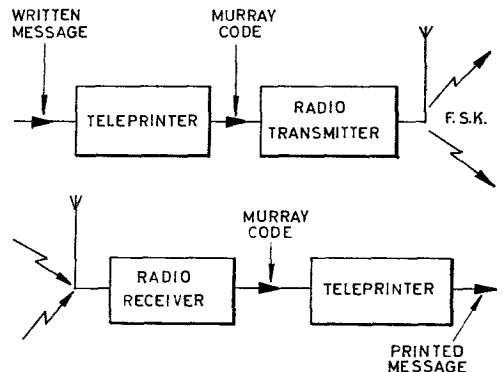 WRITTEN
MESSAGE
MURRAY
CODE
TELEPRINTER
RADIO
TRANSMITTER
F.S.K.
MURRAY
CODE
RADIO
RECEIVER
TELEPRINTER
PRINTED
MESSAGE